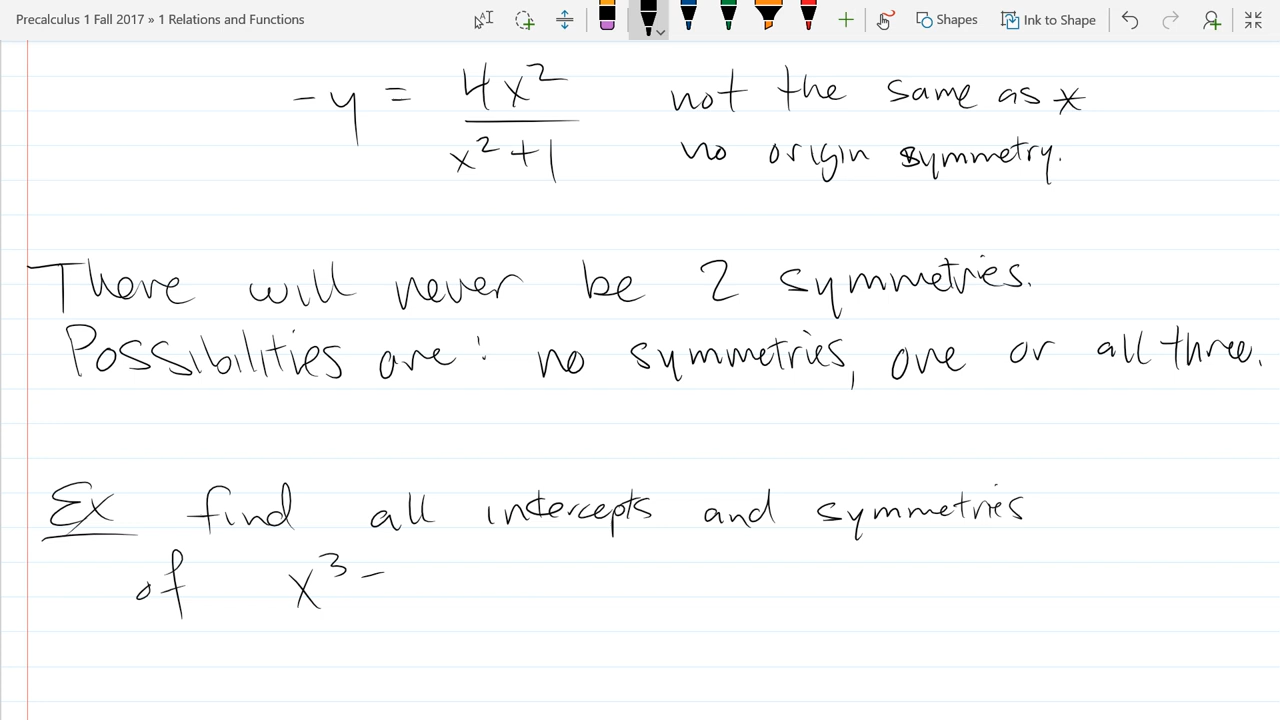 Precalculus 1 Fall 2017 » 1 Relations and Functions Shapes Ink to Shape
-y = 4x²/(x²+1) not the same as *
no origin symmetry.
There will never be 2 symmetries.
Possibilities are: no symmetries, one or all three.
Ex find all intercepts and symmetries
of x³ -